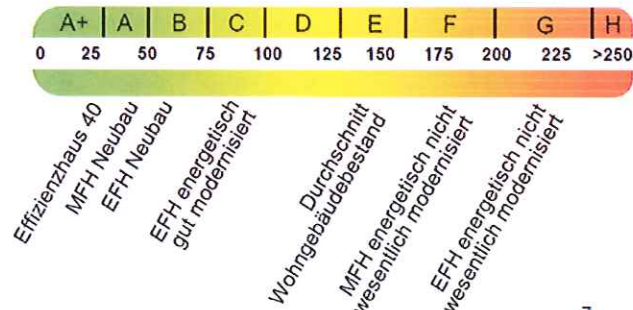 A+ A B C D E F G H
0 25 50 75 100 125 150 175 200 225 >250
Effizienzhaus 40
MFH Neubau
EFH Neubau
EFH energetisch
gut modernisiert
Durchschnitt
Wohngebäudebestand
MFH energetisch nicht
wesentlich modernisiert
EFH energetisch nicht
wesentlich modernisiert
7